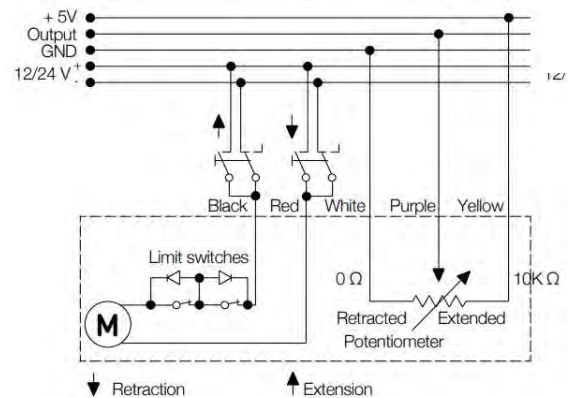 + 5V
Output
GND
12/24 V +
-
Black Red White Purple Yellow
Limit switches
0 Ω 10K Ω
M
Retracted Extended
Potentiometer
Retraction Extension